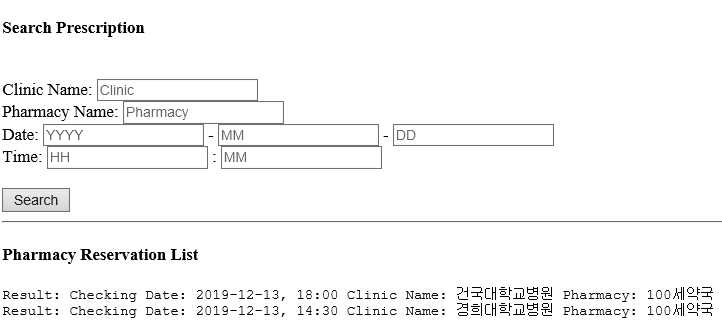 Search Prescription
Clinic Name: Clinic
Pharmacy Name: Pharmacy
Date: YYYY - MM - DD
Time: HH : MM
Search
Pharmacy Reservation List
Result: Checking Date: 2019-12-13, 18:00 Clinic Name: 건국대학교병원 Pharmacy: 100세약국
Result: Checking Date: 2019-12-13, 14:30 Clinic Name: 경희대학교병원 Pharmacy: 100세약국